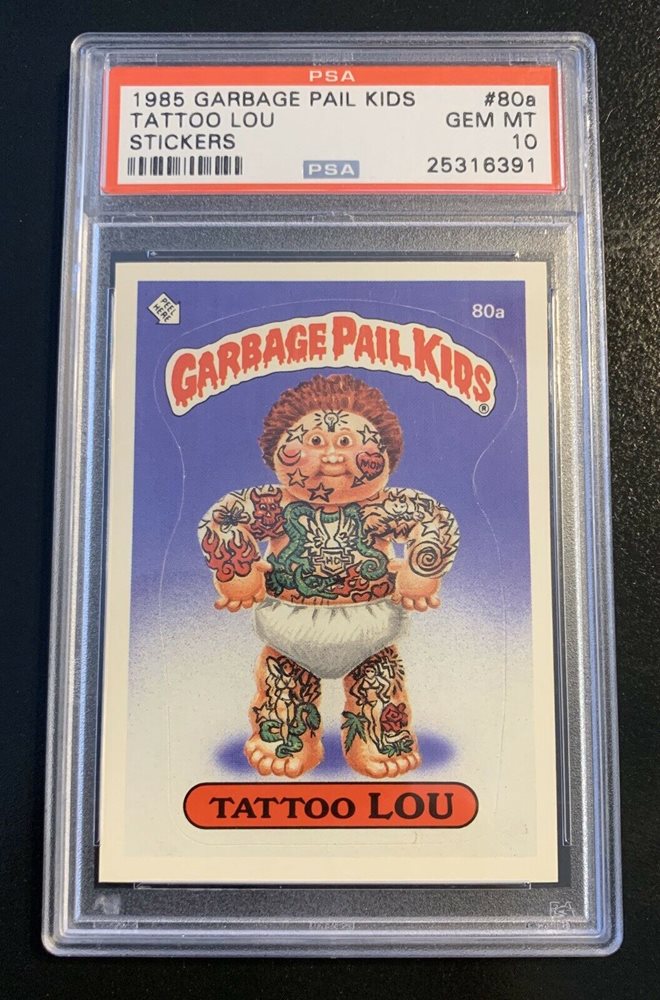 PSA
1985 GARBAGE PAIL KIDS #80a
TATTOO LOU GEM MT
STICKERS 10
PSA 25316391
PEEL
HERE
80a
GARBAGE PAIL KIDS®
MOM
HD
TATTOO LOU